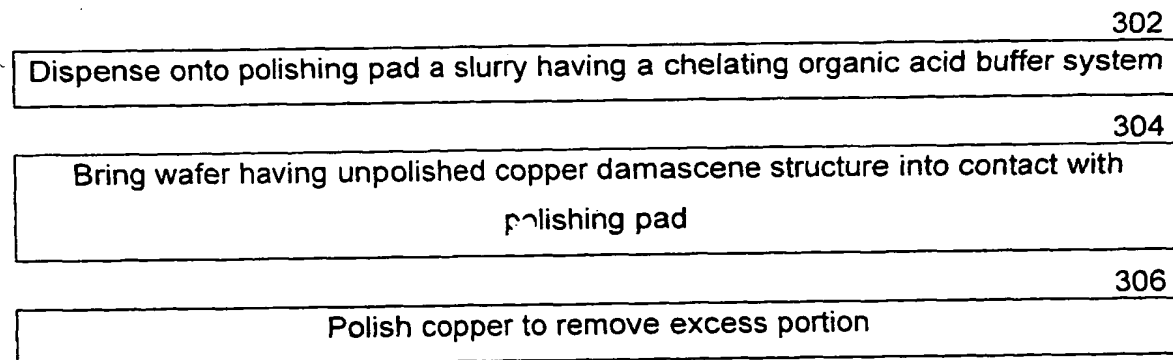 302
Dispense onto polishing pad a slurry having a chelating organic acid buffer system
304
Bring wafer having unpolished copper damascene structure into contact with
polishing pad
306
Polish copper to remove excess portion